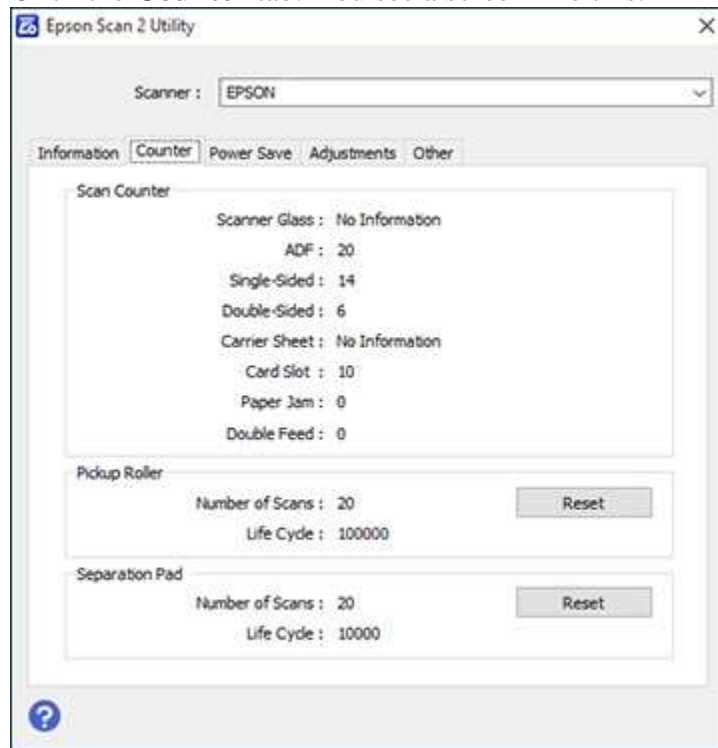 Epson Scan 2 Utility
Scanner : EPSON
Information Counter Power Save Adjustments Other
Scan Counter
Scanner Glass : No Information
ADF : 20
Single-Sided : 14
Double-Sided : 6
Carrier Sheet : No Information
Card Slot : 10
Paper Jam : 0
Double Feed : 0
Pickup Roller
Number of Scans : 20 Reset
Life Cycle : 100000
Separation Pad
Number of Scans : 20 Reset
Life Cycle : 10000
?